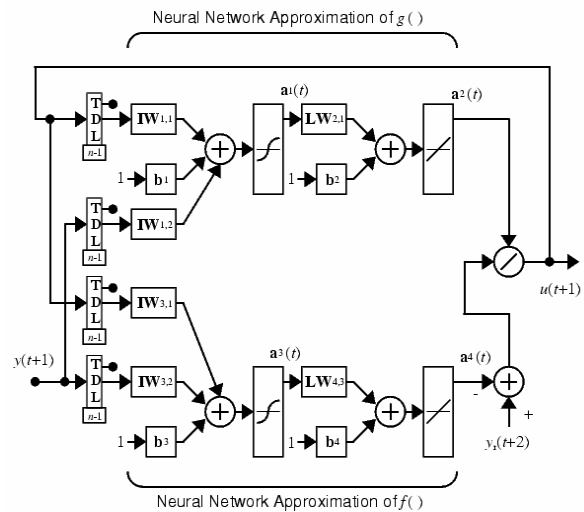 Neural Network Approximation of g ( )
a1(t)
a2(t)
T
D
L
n-1
IW1,1
LW2,1
1
b1
1
b2
T
D
L
n-1
IW1,2
u(t+1)
T
D
L
n-1
IW3,1
y(t+1)
a3(t)
a4(t)
T
D
L
n-1
IW3,2
LW4,3
-
+
1
b3
1
b4
yr(t+2)
Neural Network Approximation of f ( )